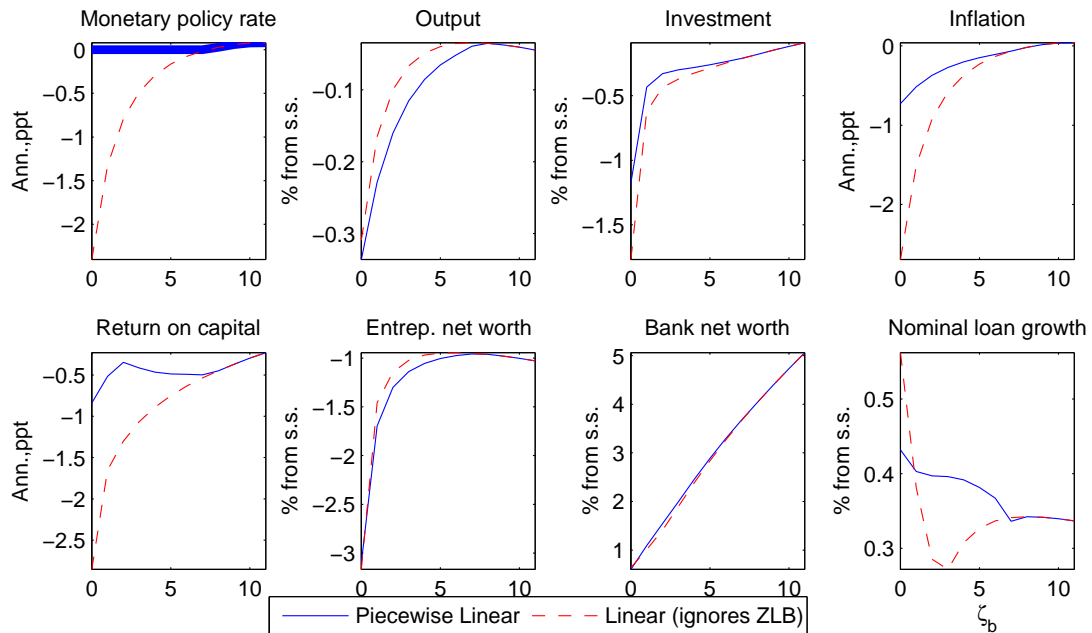 Monetary policy rate
Output
Investment
Inflation
Ann.,ppt
0
−0.5
−1
−1.5
−2
0 5 10
% from s.s.
−0.1
−0.2
−0.3
0 5 10
% from s.s.
−0.5
−1
−1.5
0 5 10
Ann.,ppt
0
−1
−2
0 5 10
Return on capital
Entrep. net worth
Bank net worth
Nominal loan growth
Ann.,ppt
−0.5
−1
−1.5
−2
−2.5
0 5 10
% from s.s.
−1
−1.5
−2
−2.5
−3
0 5 10
% from s.s.
5
4
3
2
1
0 5 10
% from s.s.
0.5
0.4
0.3
0 5 10
ζb
Piecewise Linear
Linear (ignores ZLB)